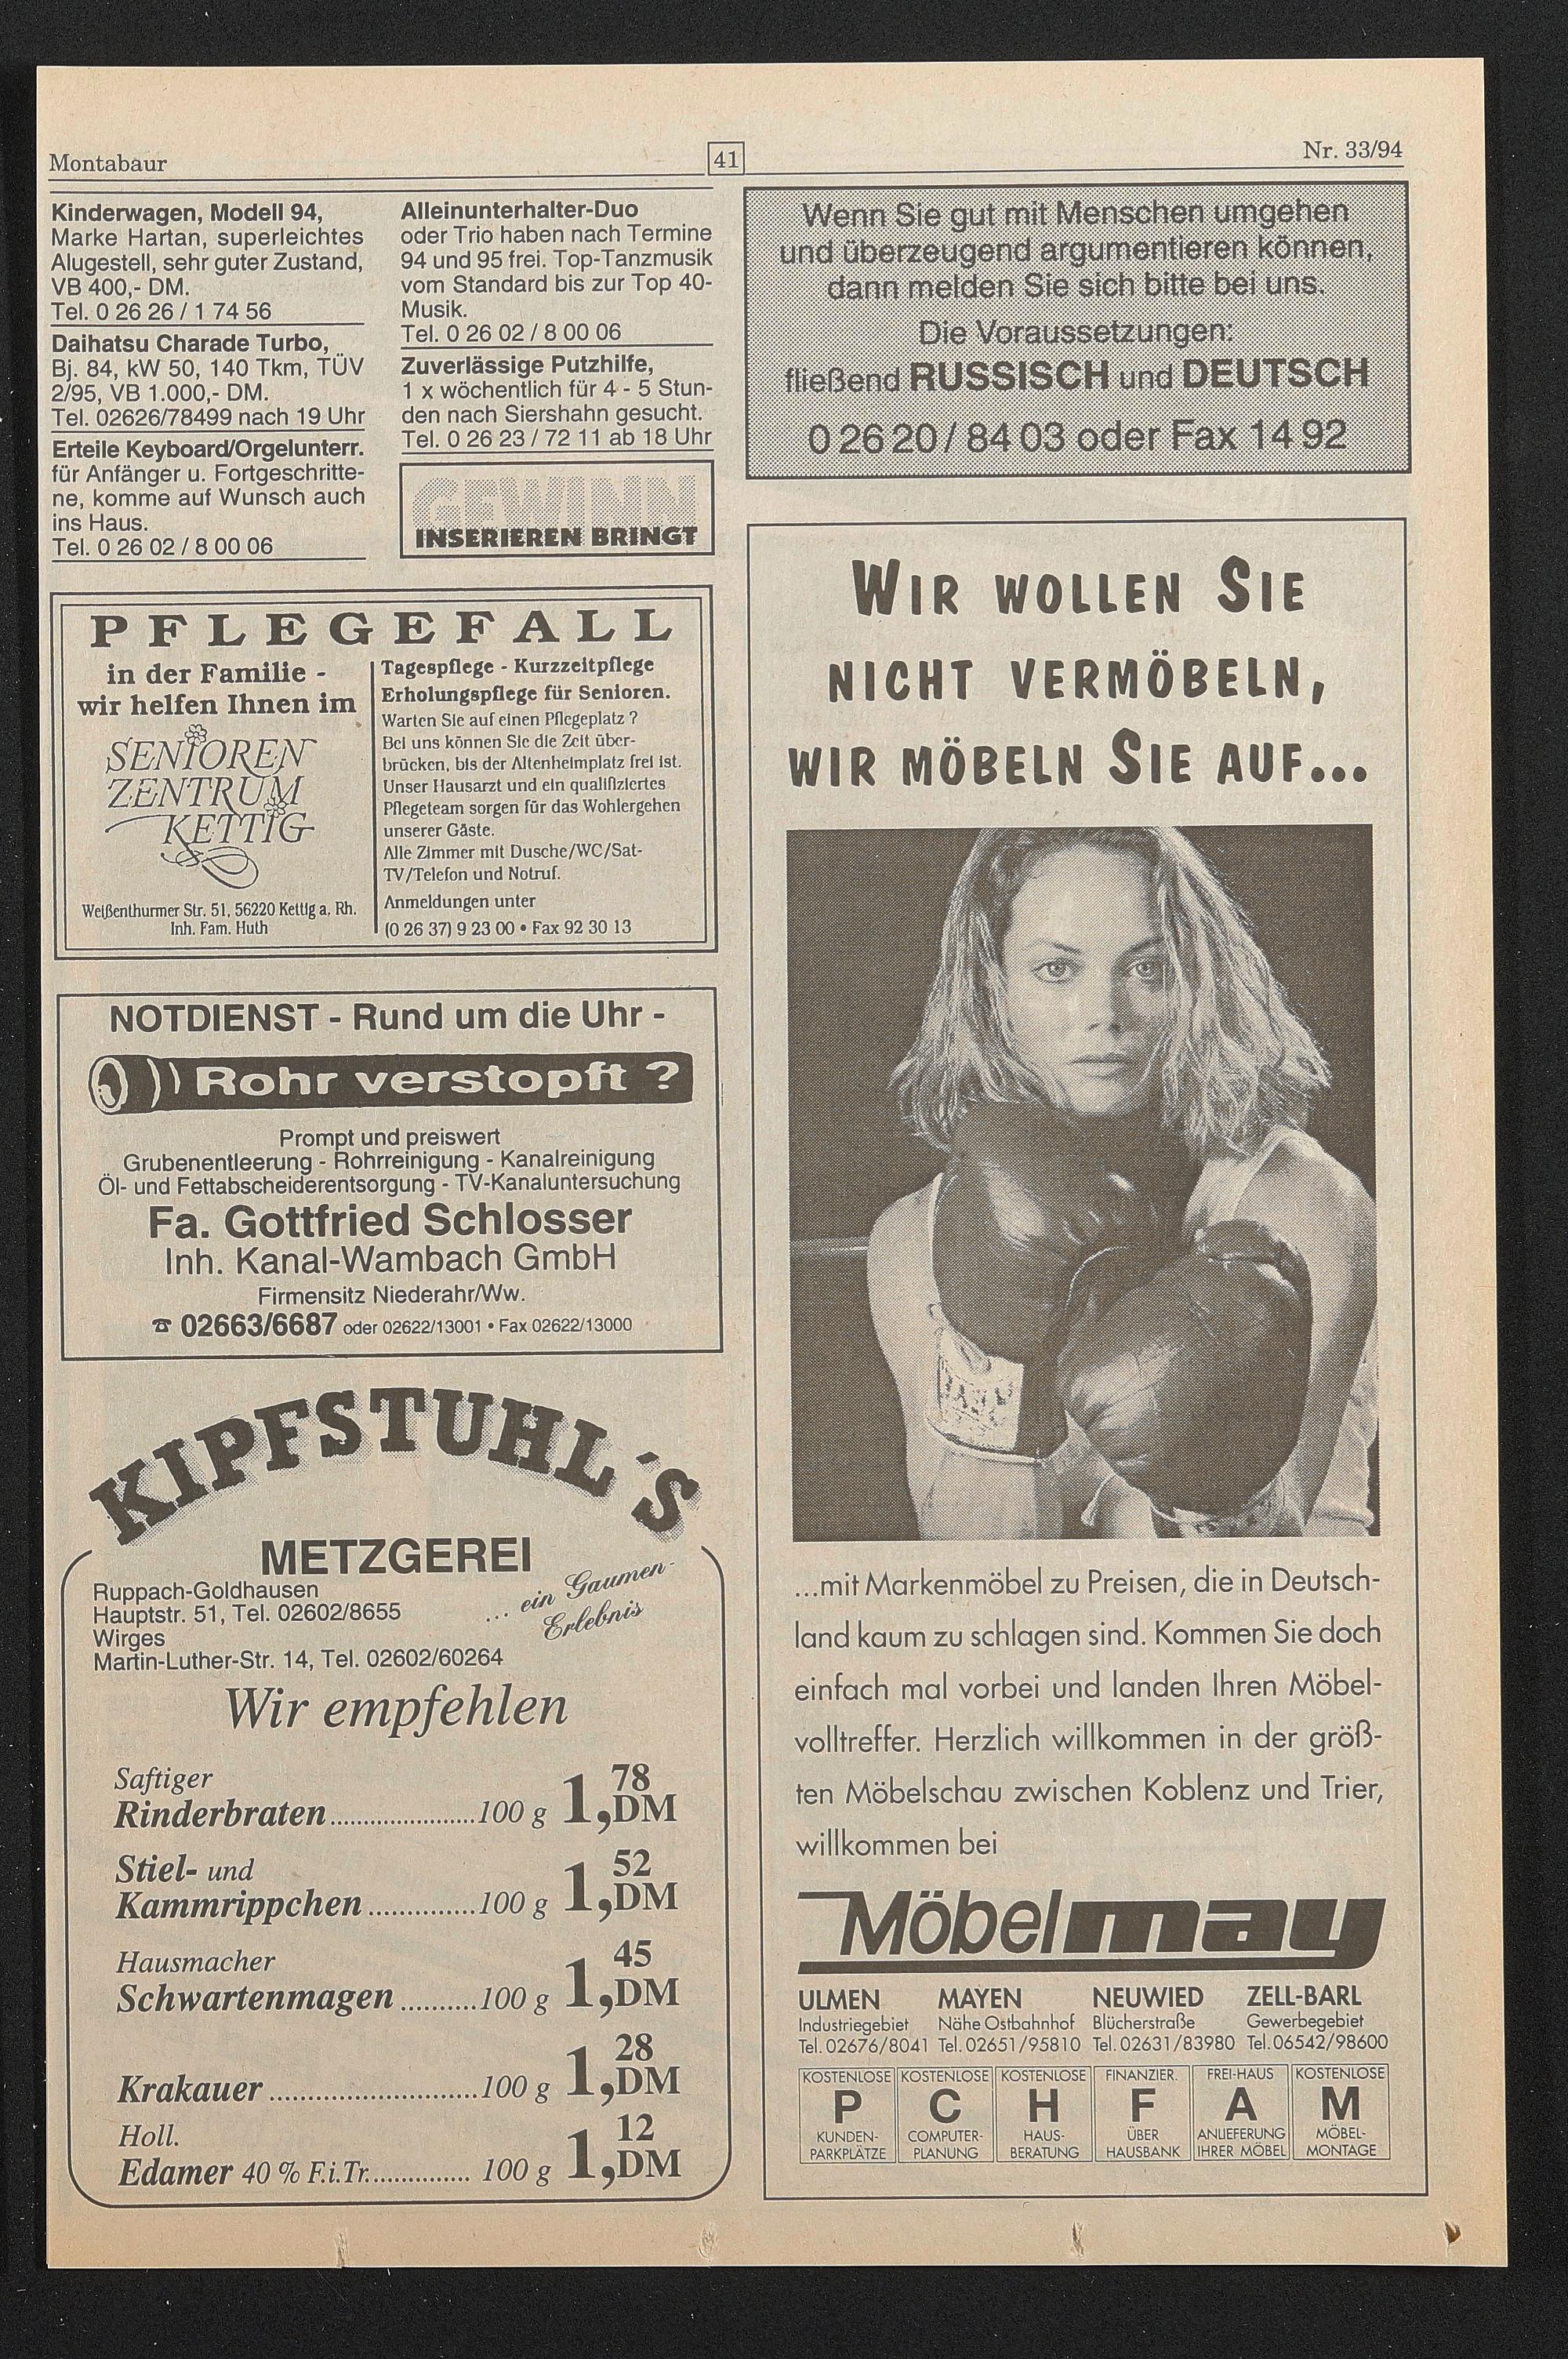 Montabaur
41
Nr. 33/94
Kinderwagen, Modell 94,
Marke Hartan, superleichtes
Alugestell, sehr guter Zustand,
VB 400,- DM.
Tel. 0 26 26 / 1 74 56
Daihatsu Charade Turbo,
Bj. 84, kW 50, 140 Tkm, TÜV
2/95, VB 1.000,- DM.
Tel. 02626/78499 nach 19 Uhr
Erteile Keyboard/Orgelunterr.
für Anfänger u. Fortgeschritte-
ne, komme auf Wunsch auch
ins Haus.
Tel. 0 26 02 / 8 00 06
Alleinunterhalter-Duo
oder Trio haben nach Termine
94 und 95 frei. Top-Tanzmusik
vom Standard bis zur Top 40-
Musik.
Tel. 0 26 02 / 8 00 06
Zuverlässige Putzhilfe,
1 x wöchentlich für 4 - 5 Stun-
den nach Siershahn gesucht.
Tel. 0 26 23 / 72 11 ab 18 Uhr
GEWINN
INSERIEREN BRINGT
PFLEGEFALL
in der Familie -
wir helfen Ihnen im
SENIOREN
ZENTRUM
KETTIG
Weißenthurmer Str. 51, 56220 Kettig a. Rh.
Inh. Fam. Huth
Tagespflege - Kurzzeitpflege
Erholungspflege für Senioren.
Warten Sie auf einen Pflegeplatz ?
Bei uns können Sie die Zeit über-
brücken, bis der Altenheimplatz frei ist.
Unser Hausarzt und ein qualifiziertes
Pflegeteam sorgen für das Wohlergehen
unserer Gäste.
Alle Zimmer mit Dusche/WC/Sat-
TV/Telefon und Notruf.
Anmeldungen unter
(0 26 37) 9 23 00 • Fax 92 30 13
NOTDIENST - Rund um die Uhr -
Rohr verstopft ?
Prompt und preiswert
Grubenentleerung - Rohrreinigung - Kanalreinigung
Öl- und Fettabscheiderentsorgung - TV-Kanaluntersuchung
Fa. Gottfried Schlosser
Inh. Kanal-Wambach GmbH
Firmensitz Niederahr/Ww.
☎ 02663/6687 oder 02622/13001 • Fax 02622/13000
KIPFSTUHL´S
METZGEREI
Ruppach-Goldhausen
Hauptstr. 51, Tel. 02602/8655
Wirges
Martin-Luther-Str. 14, Tel. 02602/60264
... ein Gaumen-
Erlebnis
Wir empfehlen
Saftiger
Rinderbraten......................100 g 1,78 DM
Stiel- und
Kammrippchen...............100 g 1,52 DM
Hausmacher
Schwartenmagen..........100 g 1,45 DM
Krakauer............................100 g 1,28 DM
Holl.
Edamer 40 % F.i.Tr............... 100 g 1,12 DM
Wenn Sie gut mit Menschen umgehen
und überzeugend argumentieren können,
dann melden Sie sich bitte bei uns.
Die Voraussetzungen:
fließend RUSSISCH und DEUTSCH
0 26 20 / 84 03 oder Fax 14 92
WIR WOLLEN SIE
NICHT VERMÖBELN,
WIR MÖBELN SIE AUF...
...mit Markenmöbel zu Preisen, die in Deutsch-
land kaum zu schlagen sind. Kommen Sie doch
einfach mal vorbei und landen Ihren Möbel-
volltreffer. Herzlich willkommen in der größ-
ten Möbelschau zwischen Koblenz und Trier,
willkommen bei
Möbel may
ULMEN
Industriegebiet
Tel. 02676/8041
MAYEN
Nähe Ostbahnhof
Tel. 02651/95810
NEUWIED
Blücherstraße
Tel. 02631/83980
ZELL-BARL
Gewerbegebiet
Tel. 06542/98600
KOSTENLOSE
P
KUNDEN-
PARKPLÄTZE
KOSTENLOSE
C
COMPUTER-
PLANUNG
KOSTENLOSE
H
HAUS-
BERATUNG
FINANZIER.
F
ÜBER
HAUSBANK
FREI-HAUS
A
ANLIEFERUNG
IHRER MÖBEL
KOSTENLOSE
M
MÖBEL-
MONTAGE